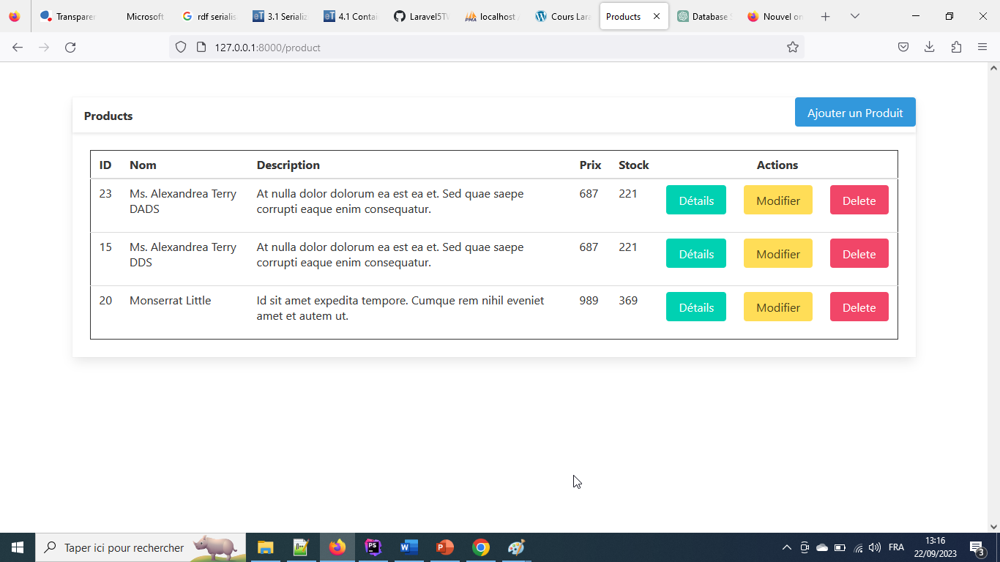 Transparen
Microsoft
rdf serialis
3.1 Serializ
4.1 Contai
Laravel5TW
localhost /
Cours Lara
Products
Database S
Nouvel on
127.0.0.1:8000/product
Products
Ajouter un Produit
ID Nom Description Prix Stock Actions
23 Ms. Alexandrea Terry At nulla dolor dolorum ea est ea et. Sed quae saepe 687 221 Détails Modifier Delete
DADS corrupti eaque enim consequatur.
15 Ms. Alexandrea Terry At nulla dolor dolorum ea est ea et. Sed quae saepe 687 221 Détails Modifier Delete
DDS corrupti eaque enim consequatur.
20 Monserrat Little Id sit amet expedita tempore. Cumque rem nihil eveniet 989 369 Détails Modifier Delete
amet et autem ut.
Taper ici pour rechercher
FRA
13:16
22/09/2023
3